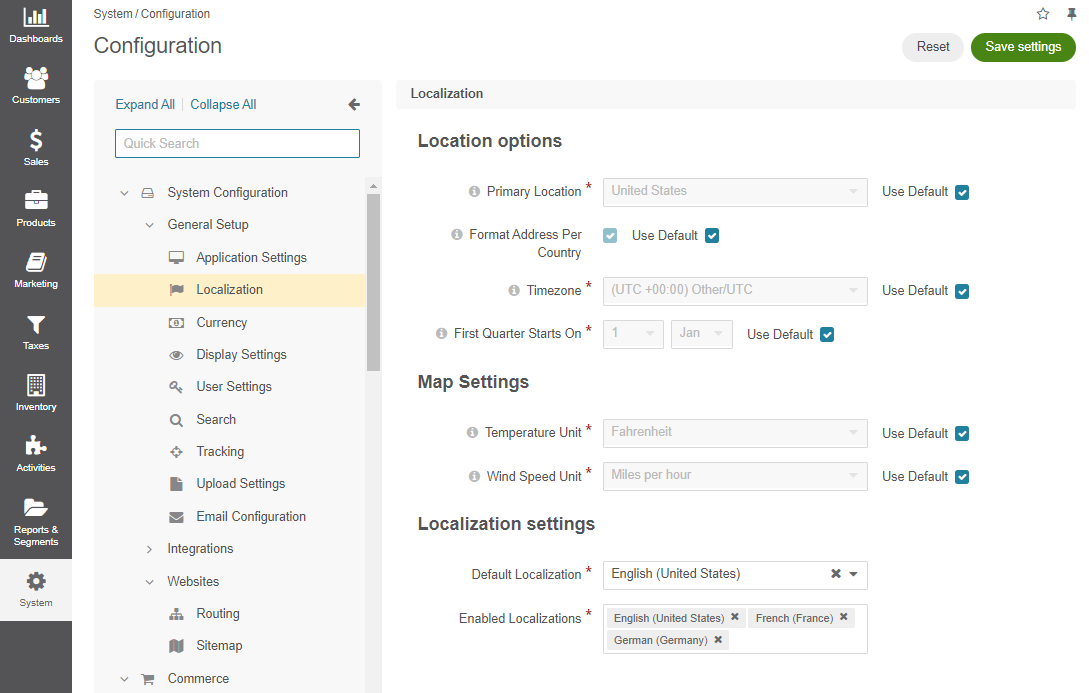 Dashboards
Customers
Sales
Products
Marketing
Taxes
Inventory
Activities
Reports &
Segments
System
System / Configuration
Configuration
Reset
Save settings
Expand All
Collapse All
Quick Search
System Configuration
General Setup
Application Settings
Localization
Currency
Display Settings
User Settings
Search
Tracking
Upload Settings
Email Configuration
Integrations
Websites
Routing
Sitemap
Commerce
Localization
Location options
Primary Location * United States Use Default
Format Address Per Use Default
Country
Timezone * (UTC +00:00) Other/UTC Use Default
First Quarter Starts On * 1 Jan Use Default
Map Settings
Temperature Unit * Fahrenheit Use Default
Wind Speed Unit * Miles per hour Use Default
Localization settings
Default Localization * English (United States)
Enabled Localizations * English (United States) French (France)
German (Germany)